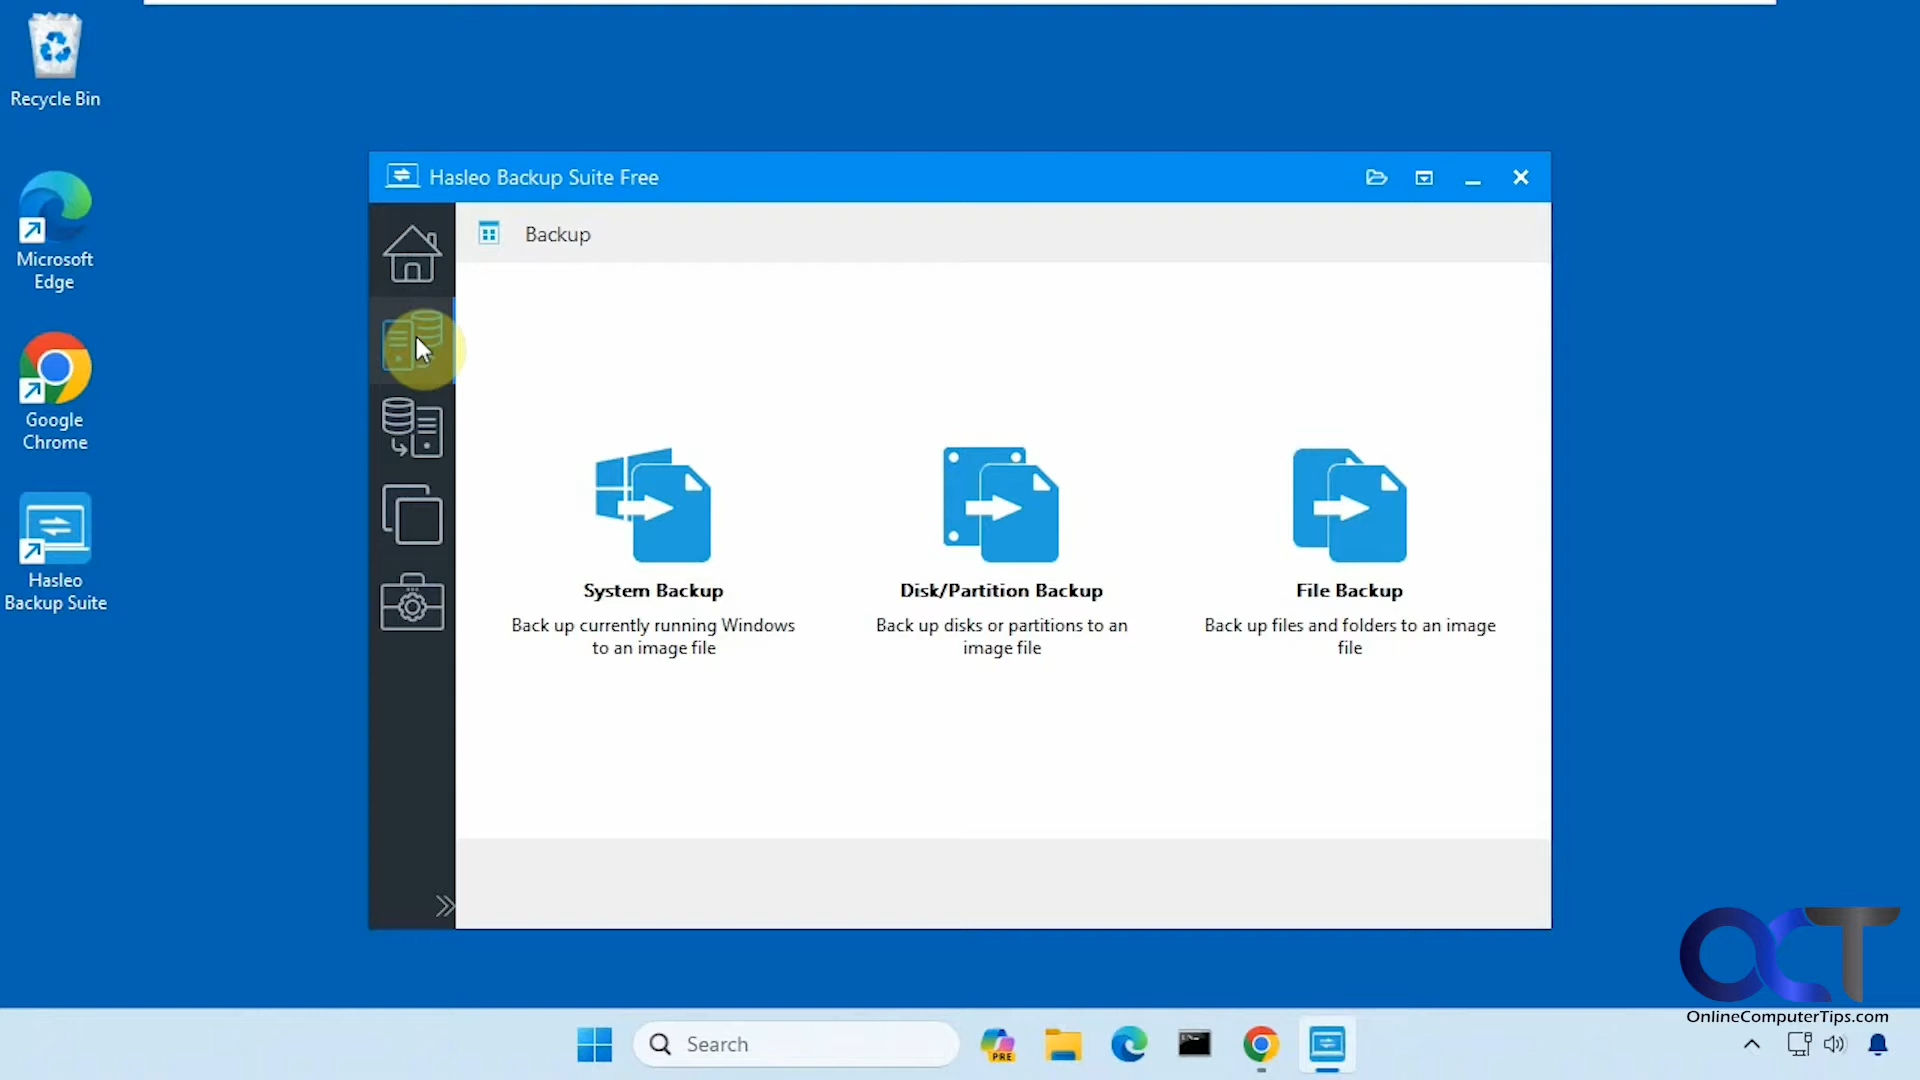 Recycle Bin
Microsoft
Edge
Google
Chrome
Hasleo
Backup Suite
Hasleo Backup Suite Free
Backup
System Backup
Back up currently running Windows
to an image file
Disk/Partition Backup
Back up disks or partitions to an
image file
File Backup
Back up files and folders to an image
file
OCT
OnlineComputerTips.com
Search
PRE